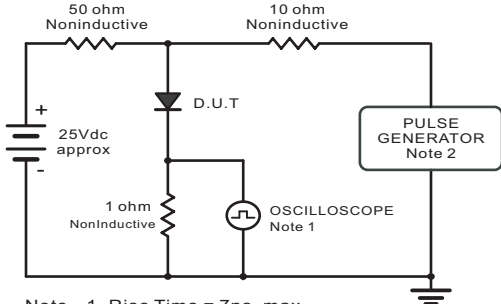 50 ohm
Noninductive
10 ohm
Noninductive
+
25Vdc
approx
-
D.U.T
1 ohm
NonInductive
OSCILLOSCOPE
Note 1
PULSE
GENERATOR
Note 2